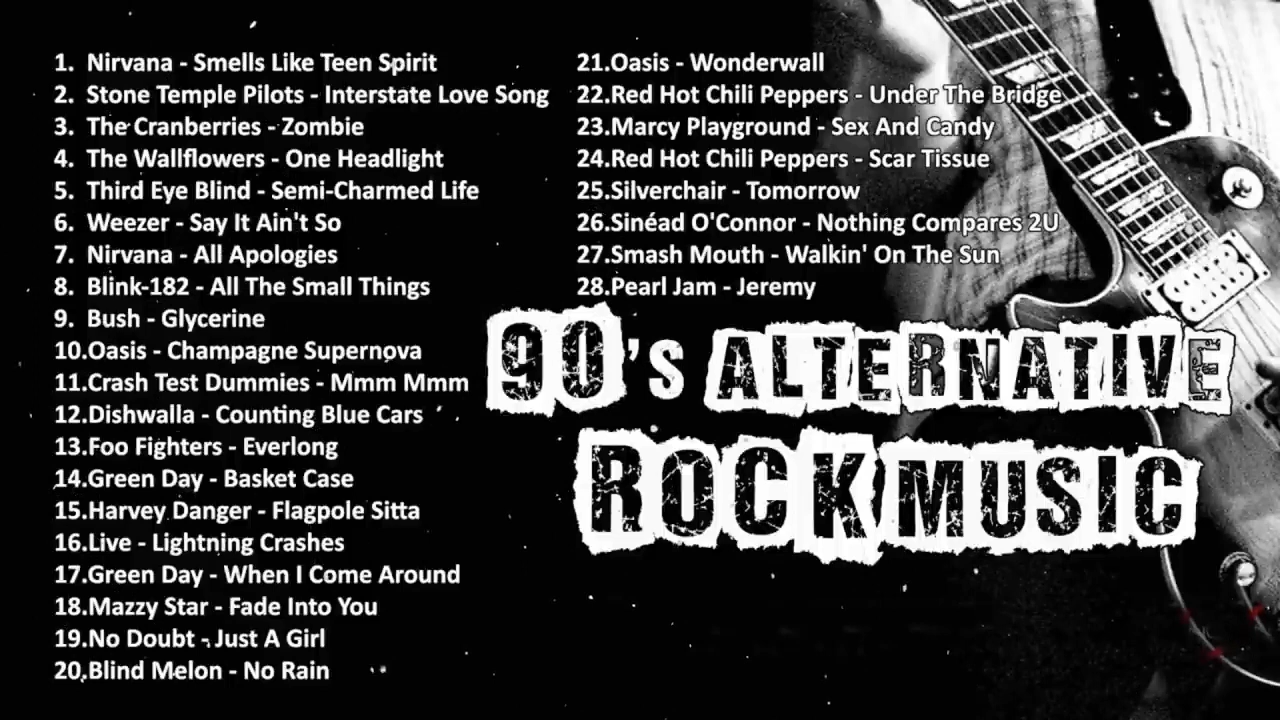 1. Nirvana - Smells Like Teen Spirit
2. Stone Temple Pilots - Interstate Love Song
3. The Cranberries - Zombie
4. The Wallflowers - One Headlight
5. Third Eye Blind - Semi-Charmed Life
6. Weezer - Say It Ain't So
7. Nirvana - All Apologies
8. Blink-182 - All The Small Things
9. Bush - Glycerine
10.Oasis - Champagne Supernova
11.Crash Test Dummies - Mmm Mmm
12.Dishwalla - Counting Blue Cars
13.Foo Fighters - Everlong
14.Green Day - Basket Case
15.Harvey Danger - Flagpole Sitta
16.Live - Lightning Crashes
17.Green Day - When I Come Around
18.Mazzy Star - Fade Into You
19.No Doubt - Just A Girl
20.Blind Melon - No Rain
21.Oasis - Wonderwall
22.Red Hot Chili Peppers - Under The Bridge
23.Marcy Playground - Sex And Candy
24.Red Hot Chili Peppers - Scar Tissue
25.Silverchair - Tomorrow
26.Sinéad O'Connor - Nothing Compares 2U
27.Smash Mouth - Walkin' On The Sun
28.Pearl Jam - Jeremy
90's ALTERNATIVE
ROCK MUSIC